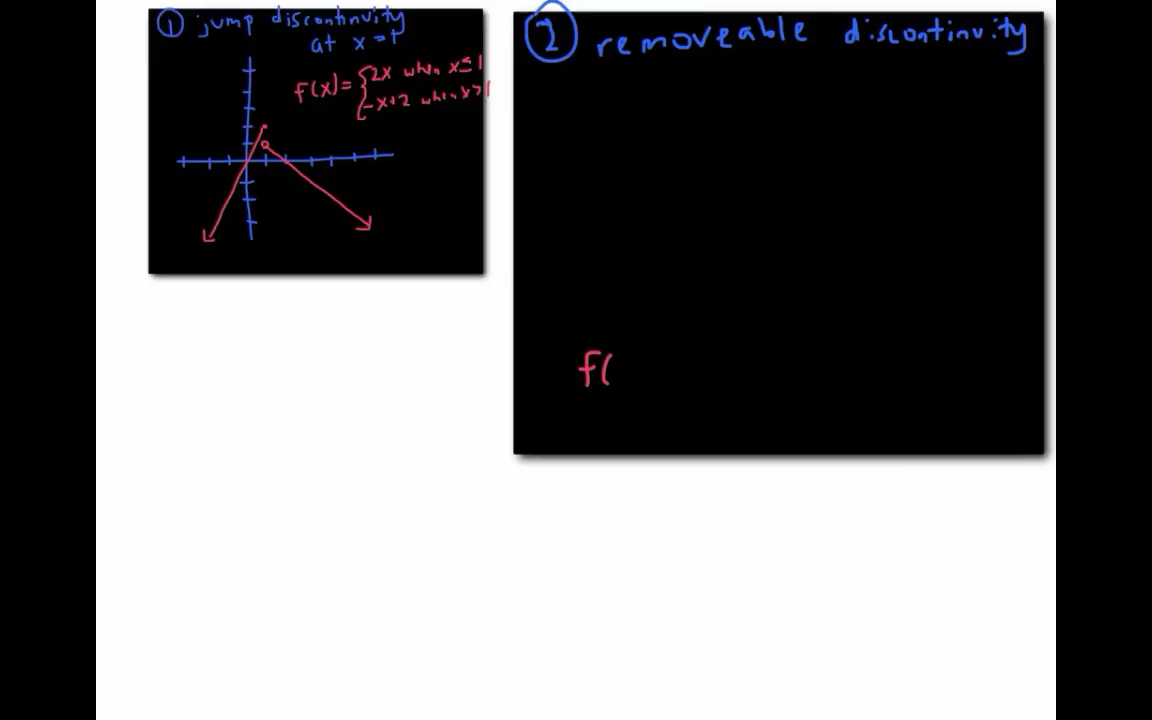 ① jump discontinuity
at x = 1
f(x) = { 2x when x ≤ 1
-x+2 when x > 1
② removeable discontinuity
f(